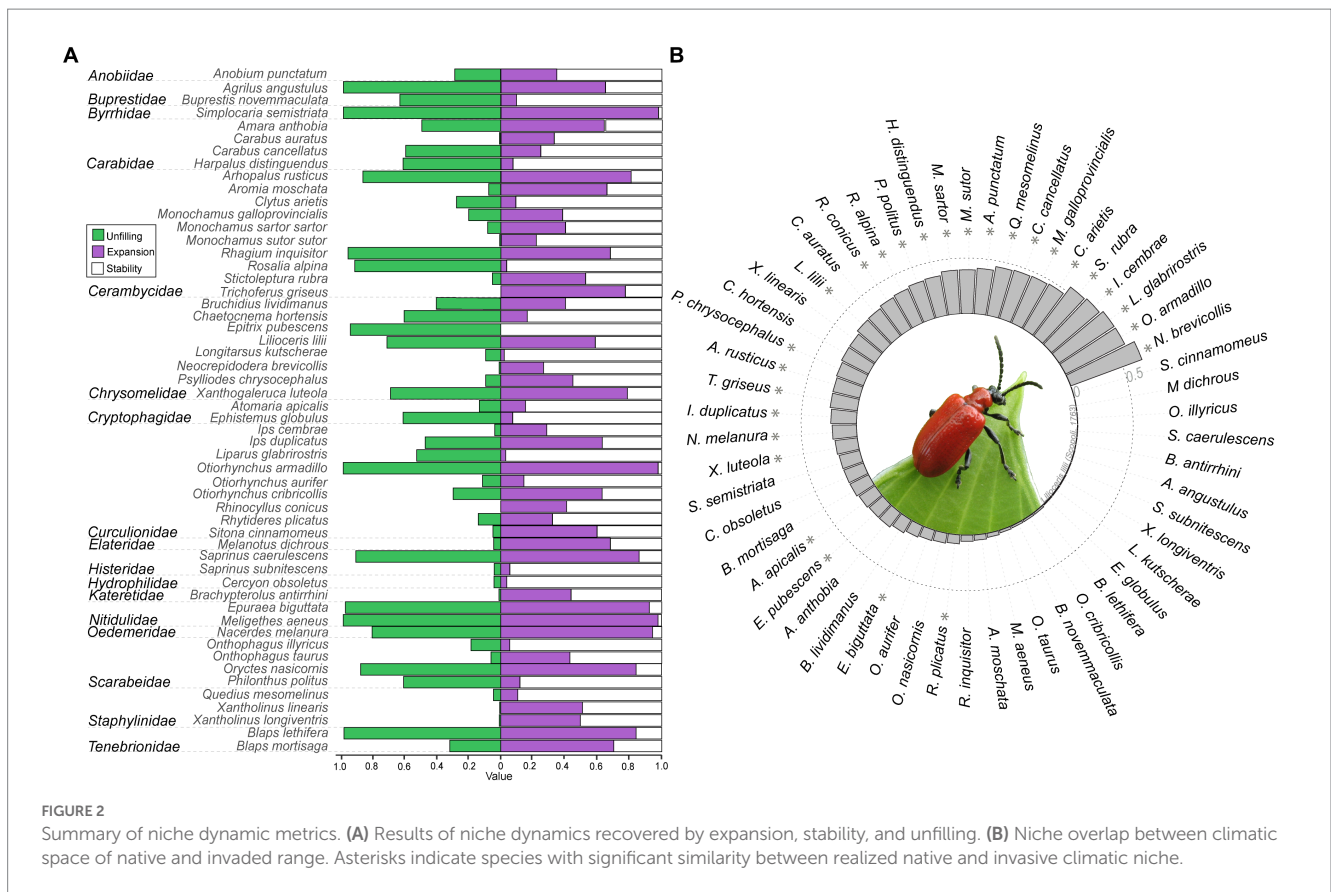 A
Anobiidae Anobium punctatum
Agrilus angustulus
Buprestidae Buprestis novemmaculata
Byrrhidae Simplocaria semistriata
Amara anthobia
Carabus auratus
Carabus cancellatus
Carabidae Harpalus distinguendus
Arhopalus rusticus
Aromia moschata
Clytus arietis
Monochamus galloprovincialis
Monochamus sartor sartor
Monochamus sutor sutor
Rhagium inquisitor
Rosalia alpina
Stictoleptura rubra
Cerambycidae Trichoferus griseus
Bruchidius lividimanus
Chaetocnema hortensis
Epitrix pubescens
Lilioceris lilii
Longitarsus kutscherae
Neocrepidodera brevicollis
Psylliodes chrysocephalus
Chrysomelidae Xanthogaleruca luteola
Atomaria apicalis
Cryptophagidae Ephistemus globulus
Ips cembrae
Ips duplicatus
Liparus glabrirostris
Otiorhynchus armadillo
Otiorhynchus aurifer
Otiorhynchus cribricollis
Rhinocyllus conicus
Rhytideres plicatus
Curculionidae Sitona cinnamomeus
Elateridae Melanotus dichrous
Saprinus caerulescens
Histeridae Saprinus subnitescens
Hydrophilidae Cercyon obsoletus
Kateretidae Brachypterolus antirrhini
Epuraea biguttata
Nitidulidae Meligethes aeneus
Oedemeridae Nacerdes melanura
Onthophagus illyricus
Onthophagus taurus
Oryctes nasicornis
Scarabeidae Philonthus politus
Quedius mesomelinus
Xantholinus linearis
Staphylinidae Xantholinus longiventris
Blaps lethifera
Tenebrionidae Blaps mortisaga
Unfilling
Expansion
Stability
1.0 0.8 0.6 0.4 0.2 0 0.2 0.4 0.6 0.8 1.0
Value
B
H. distinguendus
M. sartor *
M. sutor *
A. punctatum *
Q. mesomelinus *
C. cancellatus *
M. galloprovincialis *
C. arietis *
S. rubra *
I. cembrae *
L. glabrirostris *
O. armadillo *
N. brevicollis *
S. cinnamomeus
M dichrous
O. illyricus
S. caerulescens
B. antirrhini
A. angustulus
S. subnitescens
X. longiventris
L. kutscherae
E. globulus
B. lethifera
O. cribricollis
B. novemmaculata
O. taurus
M. aeneus
A. moschata
R. inquisitor
R. plicatus *
O. nasicornis
O. aurifer
E. biguttata *
B. lividimanus
A. anthobia
E. pubescens *
A. apicalis *
B. mortisaga
C. obsoletus
S. semistriata
X. luteola *
N. melanura *
I. duplicatus *
T. griseus *
A. rusticus *
P. chrysocephalus *
C. hortensis
X. linearis
L. lilii *
C. auratus
R. conicus *
R. alpina *
P. politus *
*
0
0.5
Lilioceris lilii (Scopoli, 1763)
FIGURE 2
Summary of niche dynamic metrics. (A) Results of niche dynamics recovered by expansion, stability, and unfilling. (B) Niche overlap between climatic
space of native and invaded range. Asterisks indicate species with significant similarity between realized native and invasive climatic niche.